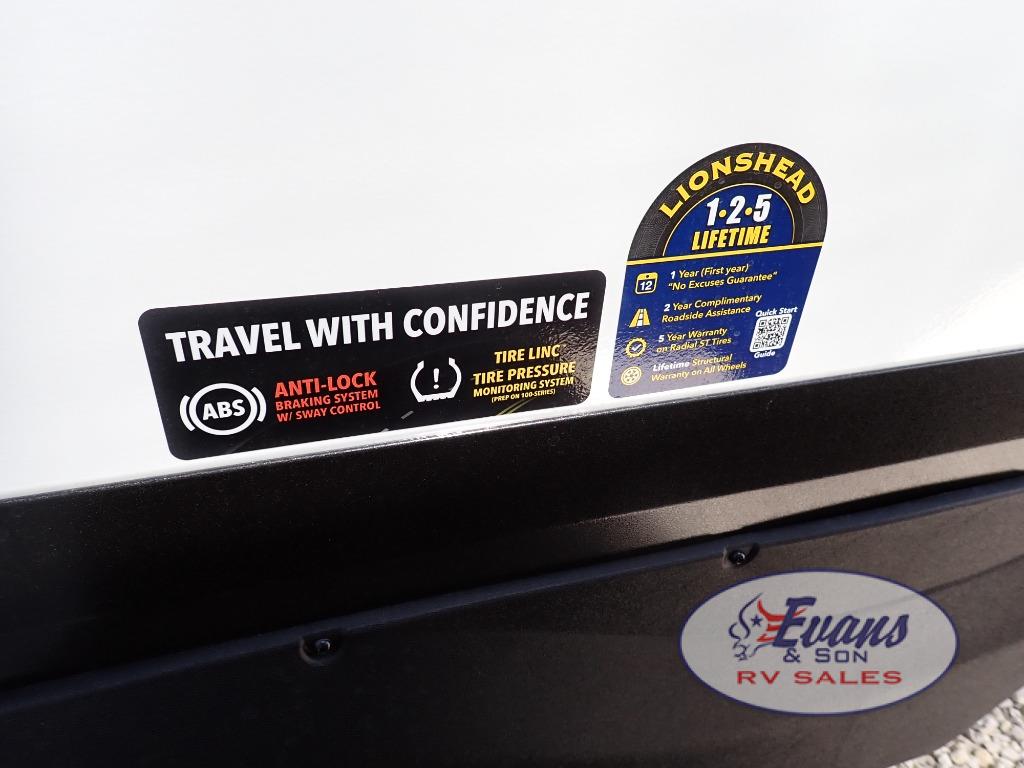 TRAVEL WITH CONFIDENCE
ABS
ANTI-LOCK
BRAKING SYSTEM
W/ SWAY CONTROL
!
TIRE LINC
TIRE PRESSURE
MONITORING SYSTEM
(PREP ON 100-SERIES)
LIONSHEAD
1·2·5
LIFETIME
12
1 Year (First year)
"No Excuses Guarantee"
2 Year Complimentary
Roadside Assistance
5 Year Warranty
on Radial ST Tires
Lifetime Structural
Warranty on All Wheels
Quick Start
Guide
Evans
& SON
RV SALES